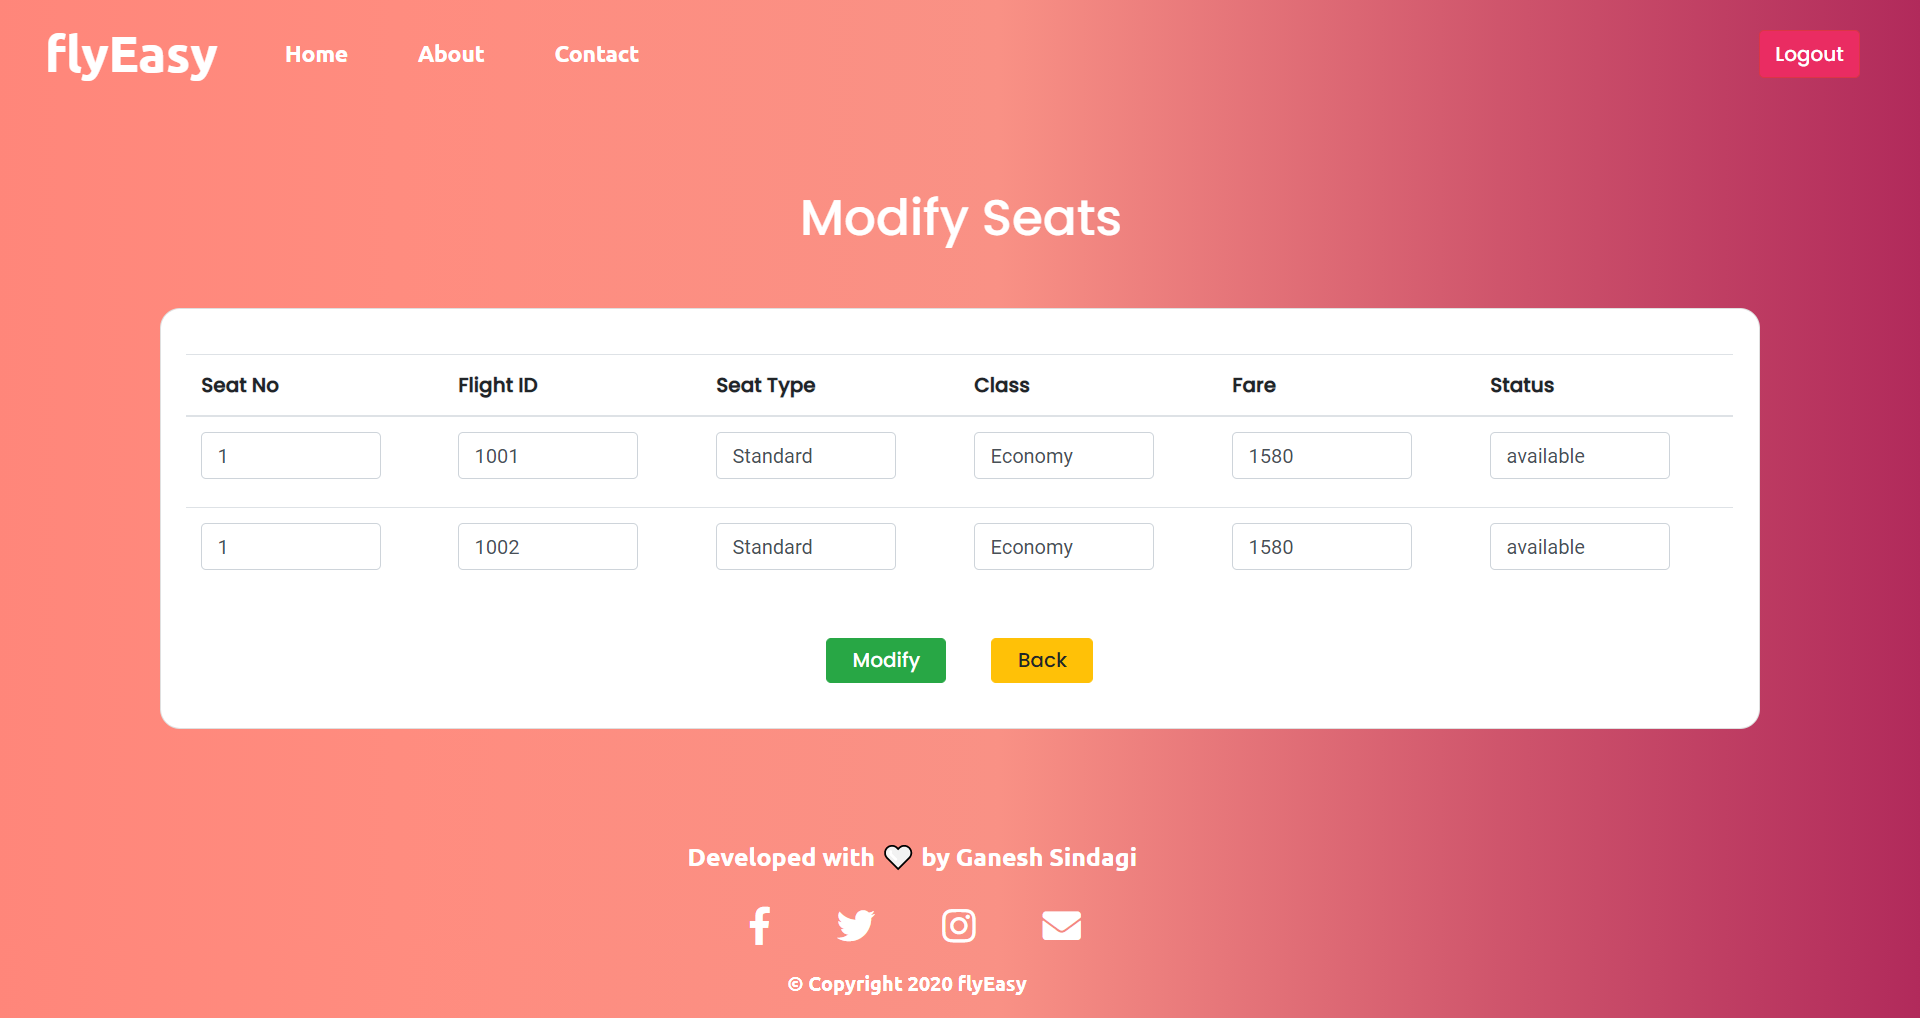 flyEasy Home About Contact Logout
Modify Seats
Seat No Flight ID Seat Type Class Fare Status
1 1001 Standard Economy 1580 available
1 1002 Standard Economy 1580 available
Modify Back
Developed with 🤍 by Ganesh Sindagi
© Copyright 2020 flyEasy